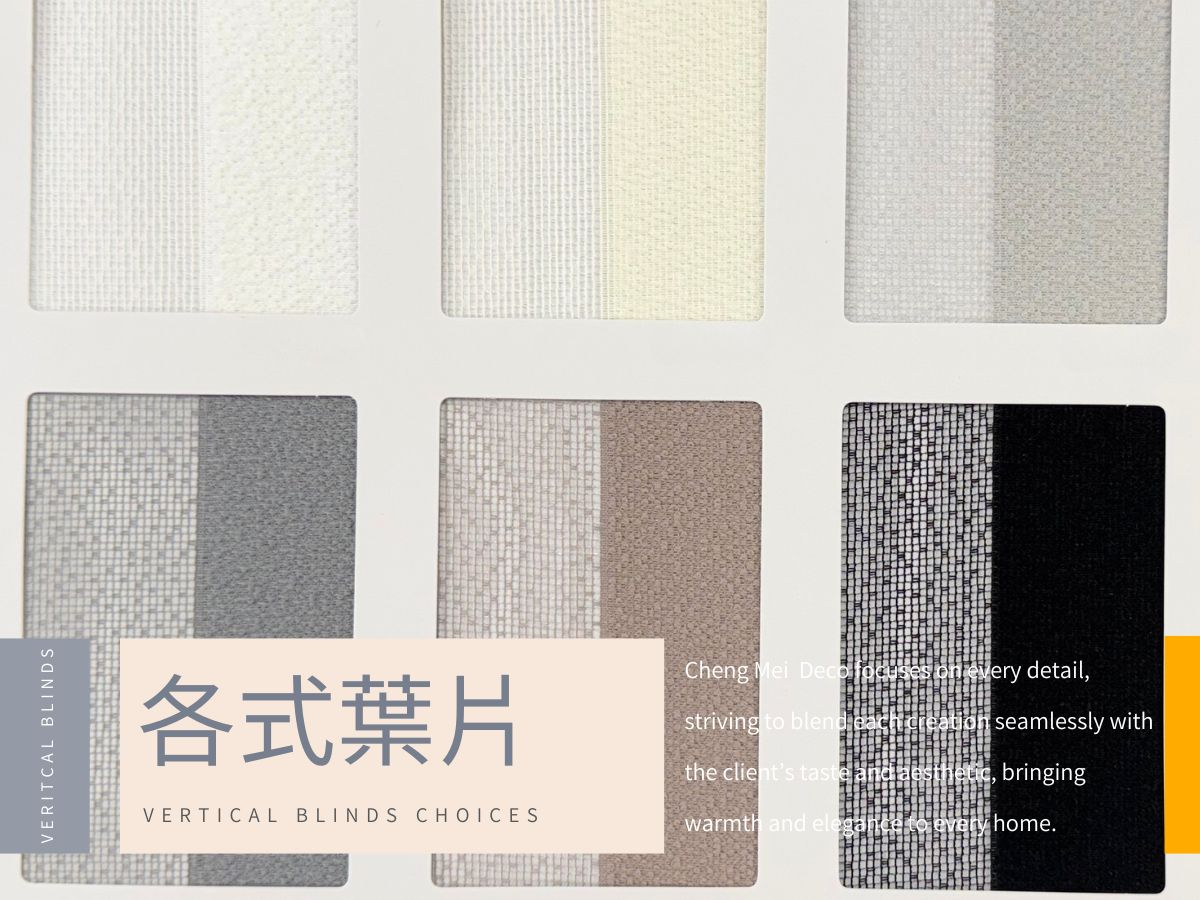 VERITCAL BLINDS
各式葉片
VERTICAL BLINDS CHOICES
Cheng Mei  Deco focuses on every detail,
striving to blend each creation seamlessly with
the client’s taste and aesthetic, bringing
warmth and elegance to every home.